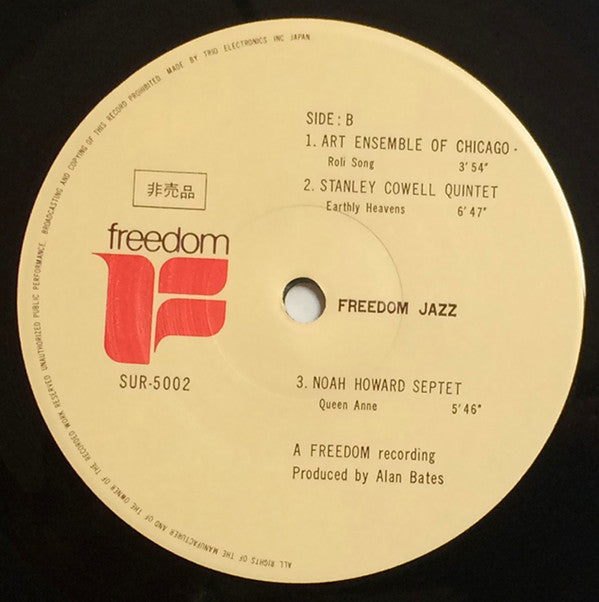 ALL RIGHTS OF THE MANUFACTURER AND OF THE OWNER OF THE RECORDED WORK RESERVED UNAUTHORIZED PUBLIC PERFORMANCE, BROADCASTING AND COPYING OF THIS RECORD PROHIBITED. MADE BY TRIO ELECTRONICS INC JAPAN.
SIDE: B
1. ART ENSEMBLE OF CHICAGO ·
Roli Song 3'54"
2. STANLEY COWELL QUINTET
Earthly Heavens 6'47"
非売品
freedom
FREEDOM JAZZ
SUR-5002
3. NOAH HOWARD SEPTET
Queen Anne 5'46"
A FREEDOM recording
Produced by Alan Bates